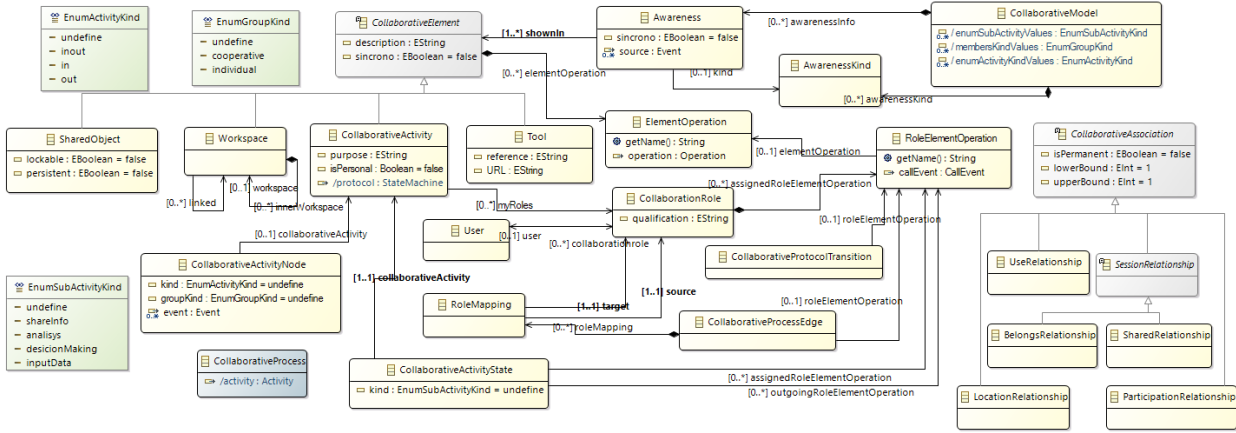 EnumActivityKind
undefine
inout
in
out
EnumGroupKind
undefine
cooperative
individual
CollaborativeElement
description : EString
sincrono : EBoolean = false
[1..*] shownIn
[0..*] elementOperation
Awareness
sincrono : EBoolean = false
source : Event
[0..*] awarenessInfo
[0..1] kind
AwarenessKind
[0..*] awarenessKind
CollaborativeModel
/ enumSubActivityValues : EnumSubActivityKind
/ membersKindValues : EnumGroupKind
/ enumActivityKindValues : EnumActivityKind
SharedObject
lockable : EBoolean = false
persistent : EBoolean = false
Workspace
[0..1] workspace
[0..*] linked
[0..*] innerWorkspace
CollaborativeActivity
purpose : EString
isPersonal : EBoolean = false
/protocol : StateMachine
Tool
reference : EString
URL : EString
ElementOperation
getName() : String
operation : Operation
[0..1] elementOperation
RoleElementOperation
getName() : String
callEvent : CallEvent
CollaborativeAssociation
isPermanent : EBoolean = false
lowerBound : EInt = 1
upperBound : EInt = 1
[0..*] assignedRoleElementOperation
[0..*] myRoles
CollaborationRole
qualification : EString
[0..1] roleElementOperation
[0..1] collaborativeActivity
User
[0..1] user
[0..*] collaborationrole
CollaborativeProtocolTransition
CollaborativeActivityNode
kind : EnumActivityKind = undefine
groupKind : EnumGroupKind = undefine
event : Event
[1..1] collaborativeActivity
[1..1] source
UseRelationship
SessionRelationship
EnumSubActivityKind
undefine
shareInfo
analisys
desicionMaking
inputData
RoleMapping
[1..1] target
[0..1] roleElementOperation
[0..*] roleMapping
CollaborativeProcessEdge
BelongsRelationship
SharedRelationship
CollaborativeProcess
/activity : Activity
CollaborativeActivityState
kind : EnumSubActivityKind = undefine
[0..*] assignedRoleElementOperation
[0..*] outgoingRoleElementOperation
LocationRelationship
ParticipationRelationship